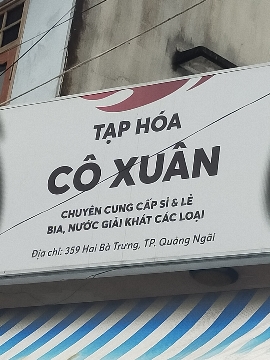 TẠP HÓA
CÔ XUÂN
CHUYÊN CUNG CẤP SỈ & LẺ
BIA, NƯỚC GIẢI KHÁT CÁC LOẠI
Địa chỉ: 359 Hai Bà Trưng, TP. Quảng Ngãi